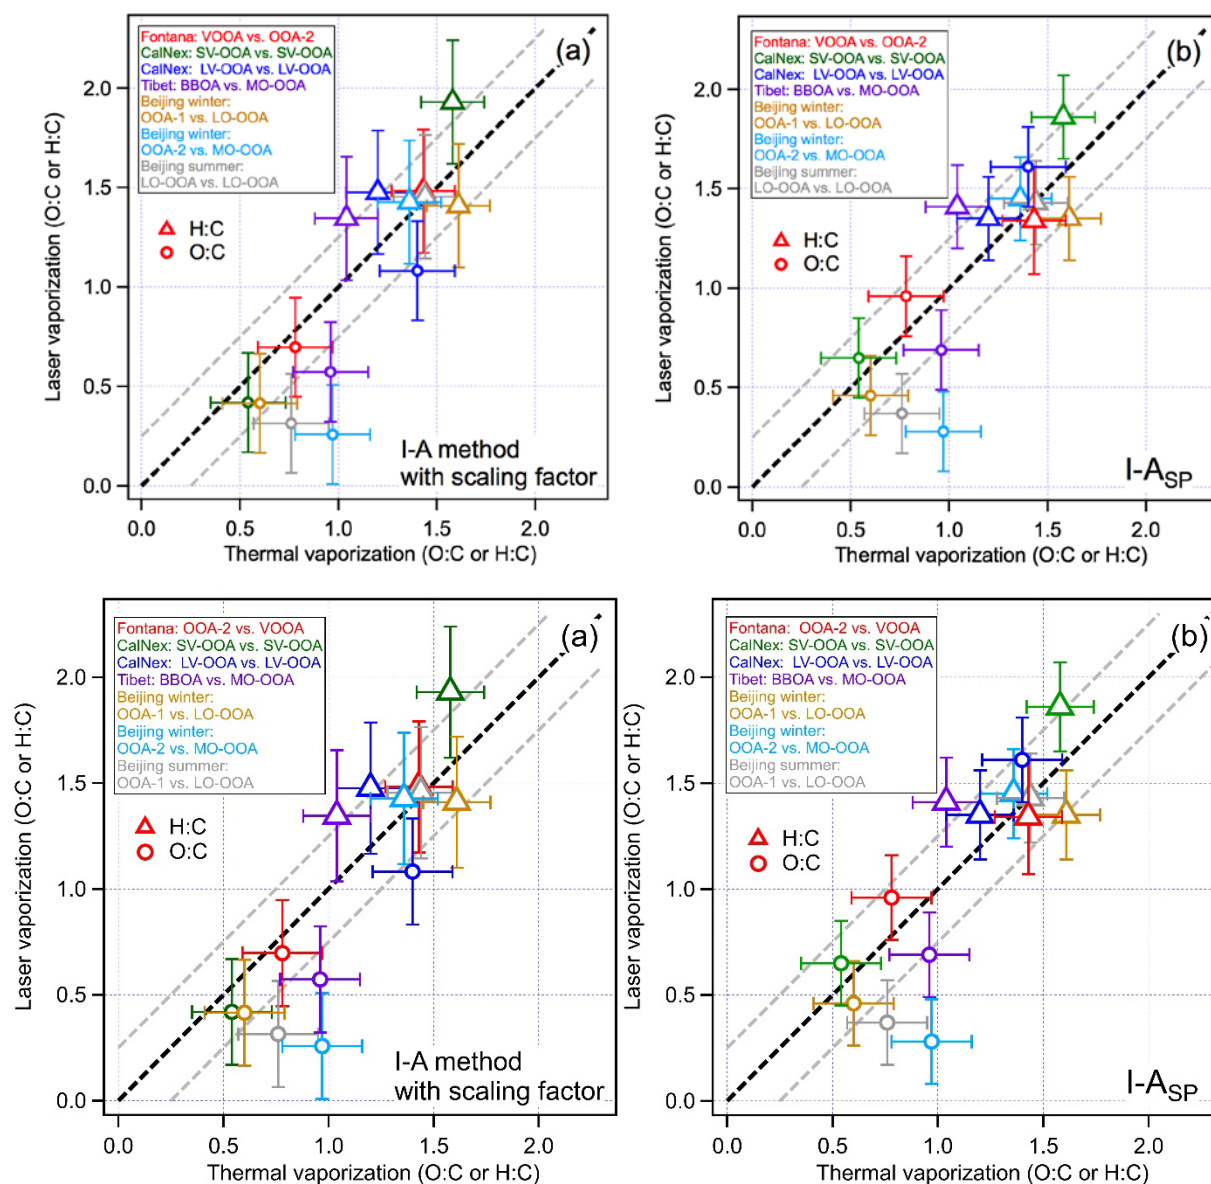 (a)
Fontana: VOOA vs. OOA-2
CalNex: SV-OOA vs. SV-OOA
CalNex: LV-OOA vs. LV-OOA
Tibet: BBOA vs. MO-OOA
Beijing winter:
OOA-1 vs. LO-OOA
Beijing winter:
OOA-2 vs. MO-OOA
Beijing summer:
LO-OOA vs. LO-OOA
H:C
O:C
I-A method
with scaling factor
2.0
1.5
1.0
0.5
0.0
Laser vaporization (O:C or H:C)
0.0 0.5 1.0 1.5 2.0
Thermal vaporization (O:C or H:C)
(b)
Fontana: VOOA vs. OOA-2
CalNex: SV-OOA vs. SV-OOA
CalNex: LV-OOA vs. LV-OOA
Tibet: BBOA vs. MO-OOA
Beijing winter:
OOA-1 vs. LO-OOA
Beijing winter:
OOA-2 vs. MO-OOA
Beijing summer:
LO-OOA vs. LO-OOA
H:C
O:C
I-ASP
2.0
1.5
1.0
0.5
0.0
Laser vaporization (O:C or H:C)
0.0 0.5 1.0 1.5 2.0
Thermal vaporization (O:C or H:C)
(a)
Fontana: OOA-2 vs. VOOA
CalNex: SV-OOA vs. SV-OOA
CalNex: LV-OOA vs. LV-OOA
Tibet: BBOA vs. MO-OOA
Beijing winter:
OOA-1 vs. LO-OOA
Beijing winter:
OOA-2 vs. MO-OOA
Beijing summer:
OOA-1 vs. LO-OOA
H:C
O:C
I-A method
with scaling factor
2.0
1.5
1.0
0.5
0.0
Laser vaporization (O:C or H:C)
0.0 0.5 1.0 1.5 2.0
Thermal vaporization (O:C or H:C)
(b)
Fontana: OOA-2 vs. VOOA
CalNex: SV-OOA vs. SV-OOA
CalNex: LV-OOA vs. LV-OOA
Tibet: BBOA vs. MO-OOA
Beijing winter:
OOA-1 vs. LO-OOA
Beijing winter:
OOA-2 vs. MO-OOA
Beijing summer:
OOA-1 vs. LO-OOA
H:C
O:C
I-ASP
2.0
1.5
1.0
0.5
0.0
Laser vaporization (O:C or H:C)
0.0 0.5 1.0 1.5 2.0
Thermal vaporization (O:C or H:C)